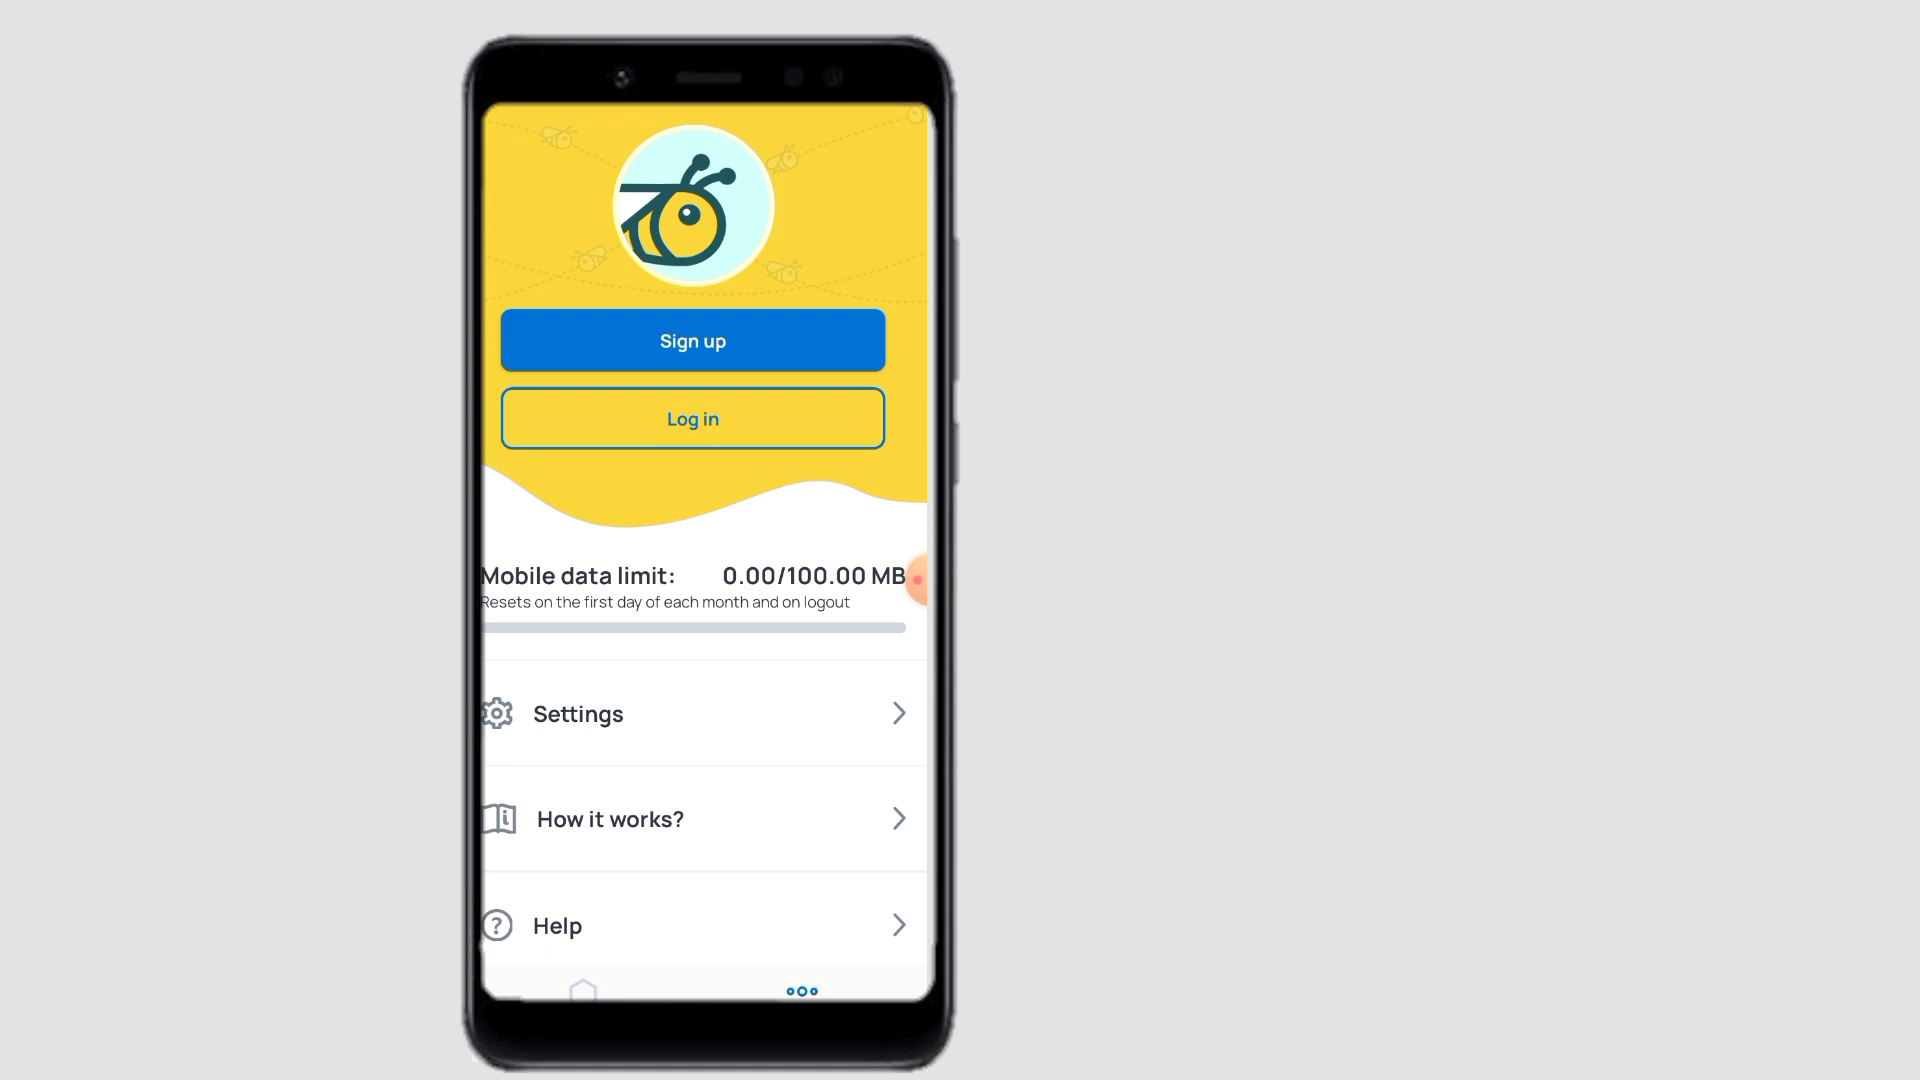 Sign up
Log in
Mobile data limit: 0.00/100.00 MB
Resets on the first day of each month and on logout
Settings
How it works?
Help